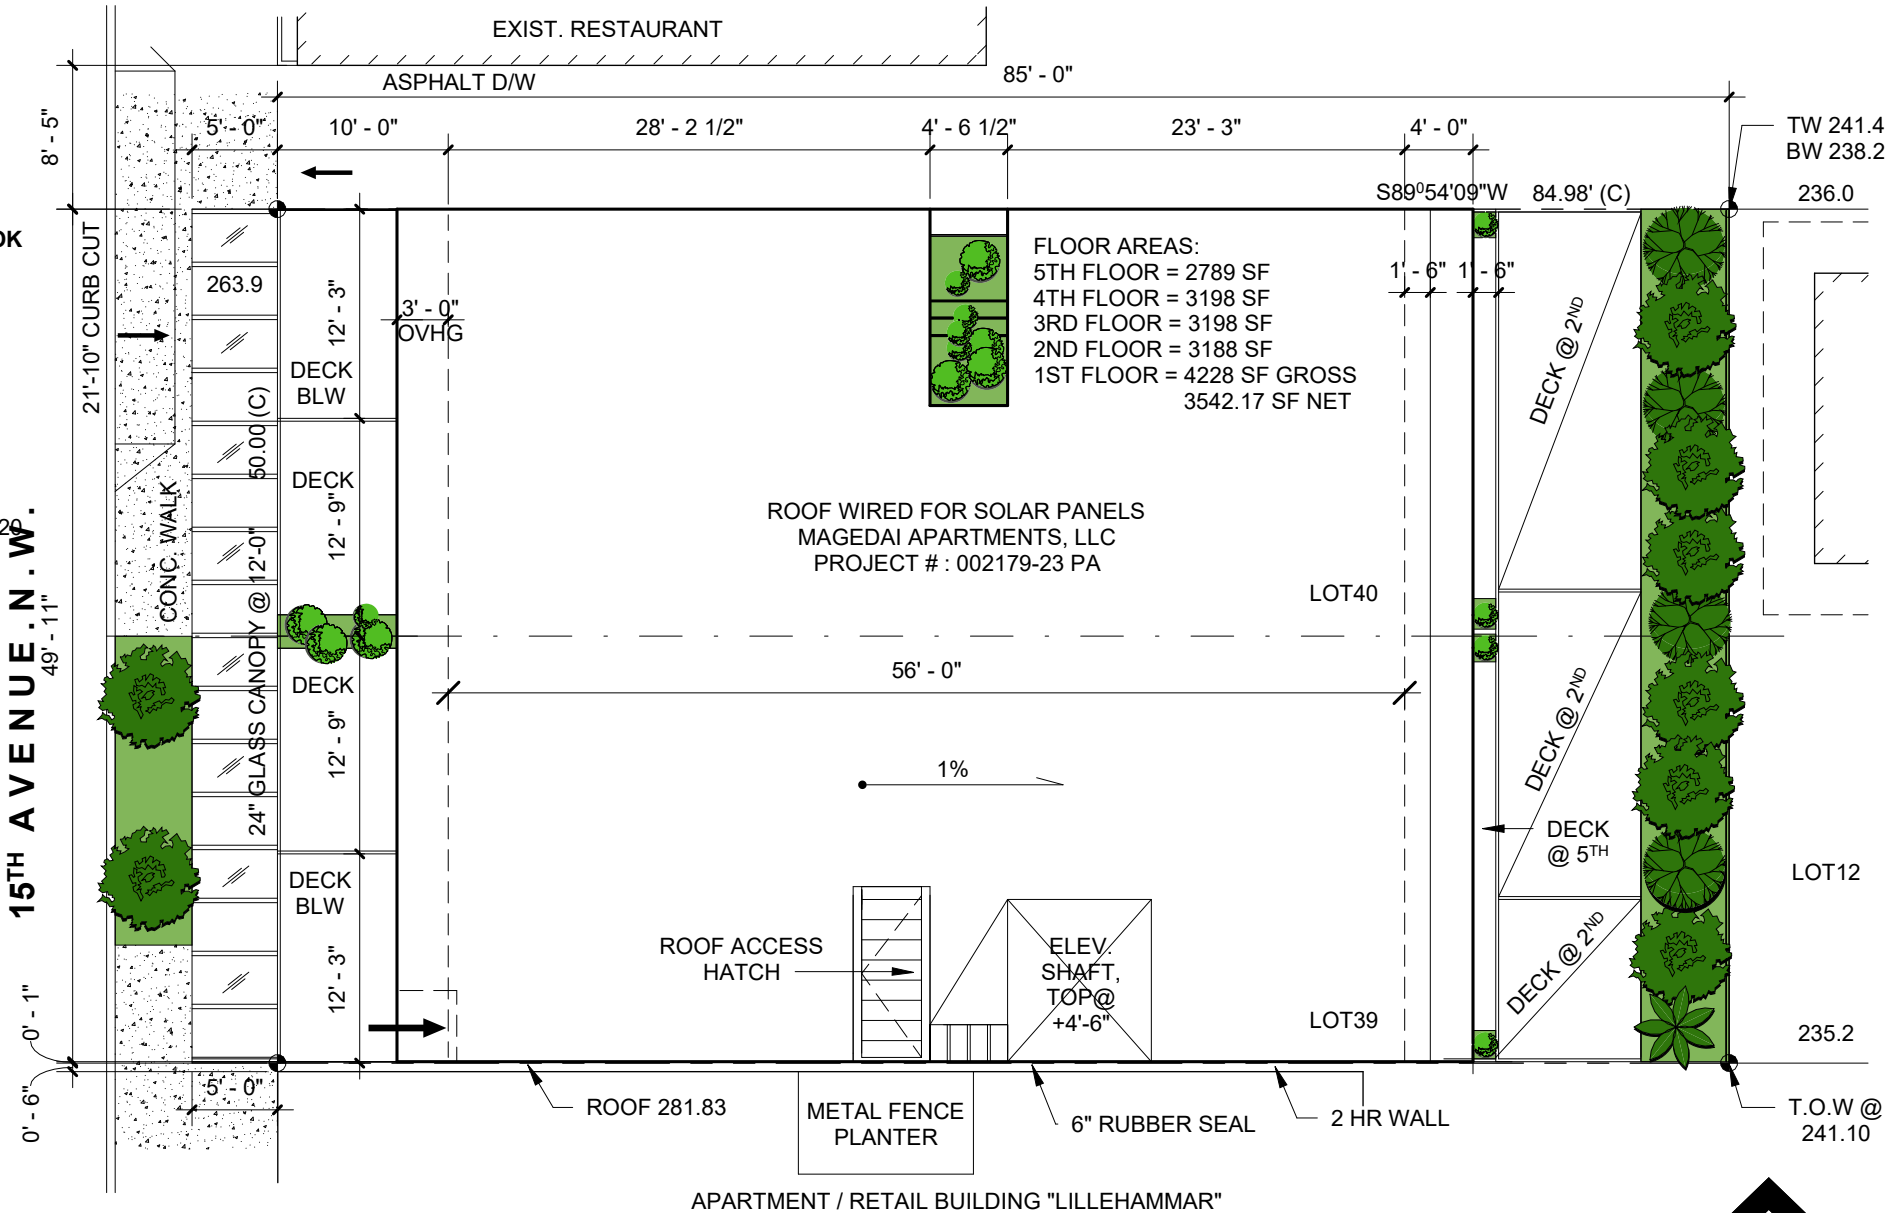 EXIST. RESTAURANT
ASPHALT D/W
85' - 0"
8' - 5"
5' - 0"
10' - 0"
28' - 2 1/2"
4' - 6 1/2"
23' - 3"
4' - 0"
TW 241.4
BW 238.2
S89⁰54'09"W
84.98' (C)
236.0
OK
21'-10" CURB CUT
263.9
12' - 3"
3' - 0"
OVHG
FLOOR AREAS:
5TH FLOOR = 2789 SF
4TH FLOOR = 3198 SF
3RD FLOOR = 3198 SF
2ND FLOOR = 3188 SF
1ST FLOOR = 4228 SF GROSS
3542.17 SF NET
1' - 6"
1' - 6"
DECK @ 2ND
DECK
BLW
50.00 (C)
DECK
12' - 9"
CONC. WALK
24" GLASS CANOPY @ 12'-0"
ROOF WIRED FOR SOLAR PANELS
MAGEDAI APARTMENTS, LLC
PROJECT # : 002179-23 PA
LOT40
20
15TH AVENUE.N.W.
49' - 11"
56' - 0"
DECK
12' - 9"
DECK @ 2ND
1%
DECK
@ 5TH
LOT12
DECK
BLW
12' - 3"
ROOF ACCESS
HATCH
ELEV.
SHAFT,
TOP@
+4'-6"
DECK @ 2ND
LOT39
235.2
0' - 1"
0' - 6"
5' - 0"
ROOF 281.83
METAL FENCE
PLANTER
6" RUBBER SEAL
2 HR WALL
T.O.W @
241.10
APARTMENT / RETAIL BUILDING "LILLEHAMMAR"